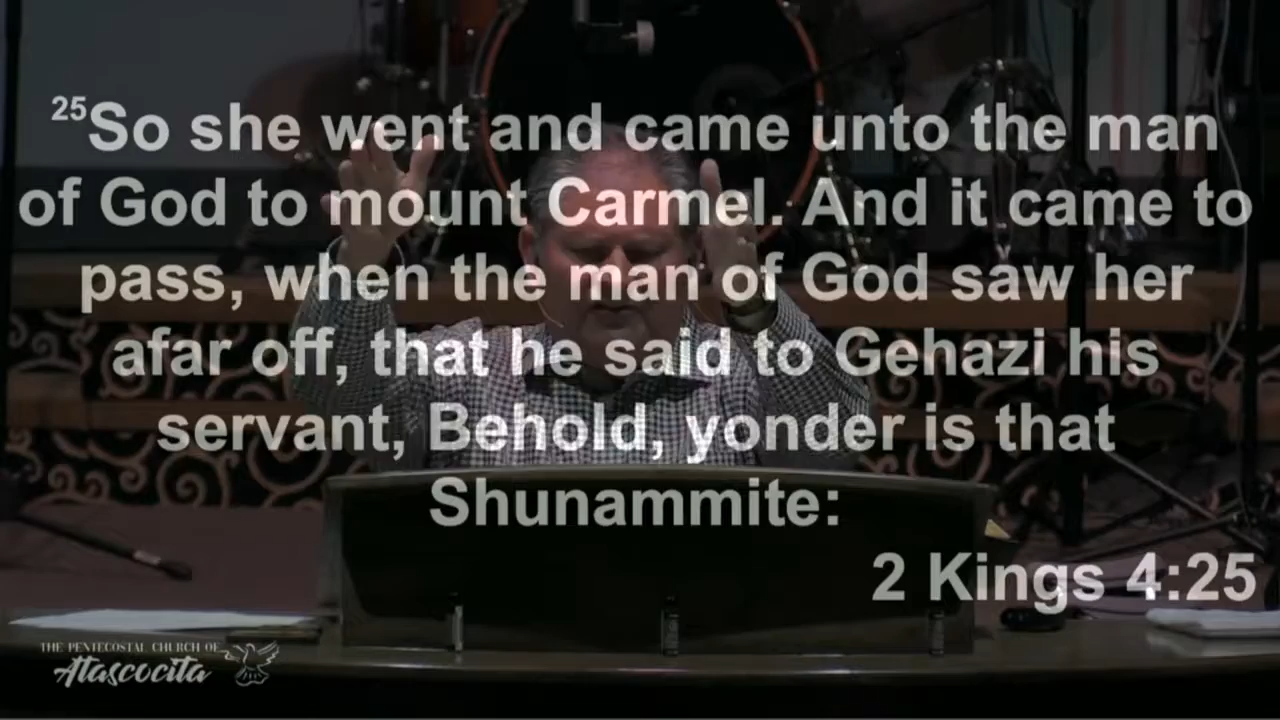 25So she went and came unto the man
of God to mount Carmel. And it came to
pass, when the man of God saw her
afar off, that he said to Gehazi his
servant, Behold, yonder is that
Shunammite:
2 Kings 4:25
THE PENTECOSTAL CHURCH OF
Atascocita